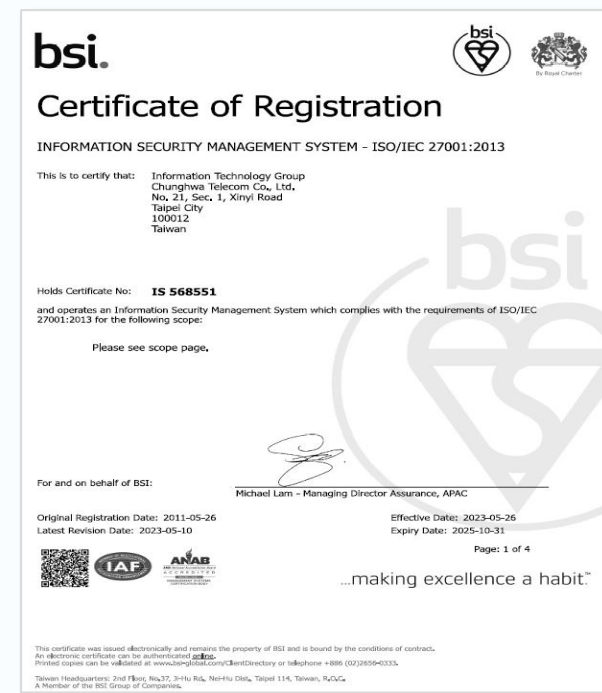 bsi.
bsi
By Royal Charter
Certificate of Registration
INFORMATION SECURITY MANAGEMENT SYSTEM - ISO/IEC 27001:2013
This is to certify that: Information Technology Group
Chunghwa Telecom Co., Ltd.
No. 21, Sec. 1, Xinyi Road
Taipei City
100012
Taiwan
bsi
Holds Certificate No: IS 568551
and operates an Information Security Management System which complies with the requirements of ISO/IEC
27001:2013 for the following scope:
Please see scope page.
For and on behalf of BSI:
Michael Lam - Managing Director Assurance, APAC
Original Registration Date: 2011-05-26 Effective Date: 2023-05-26
Latest Revision Date: 2023-05-10 Expiry Date: 2025-10-31
Page: 1 of 4
IAF
ANAB
ACCREDITED
...making excellence a habit.™
This certificate was issued electronically and remains the property of BSI and is bound by the conditions of contract.
An electronic certificate can be authenticated online.
Printed copies can be validated at www.bsi-global.com/ClientDirectory or telephone +886 (02)2656-0333.
Taiwan Headquarters: 2nd Floor, No.37, Ji-Hu Rd., Nei-Hu Dist., Taipei 114, Taiwan, R.O.C.
A Member of the BSI Group of Companies.